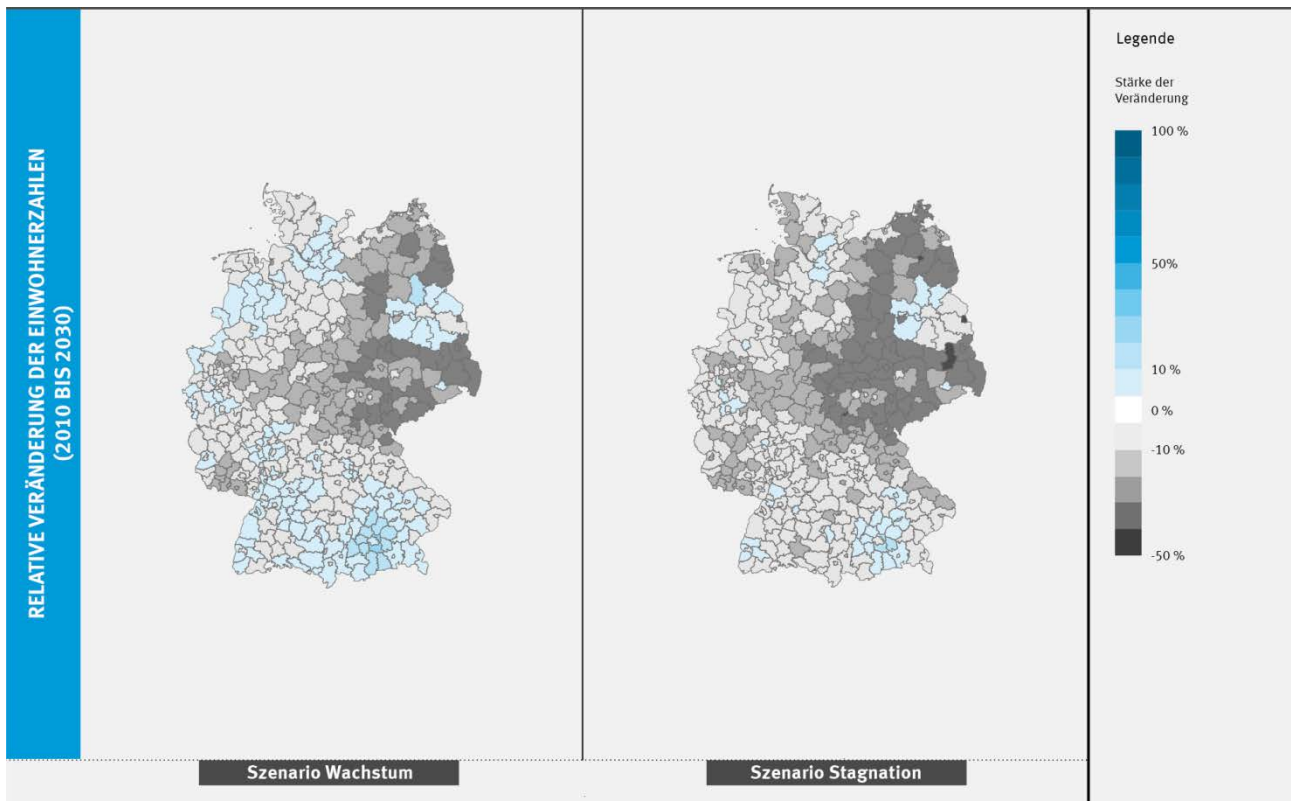 RELATIVE VERÄNDERUNG DER EINWOHNERZAHLEN
(2010 BIS 2030)
Szenario Wachstum
Szenario Stagnation
Legende
Stärke der
Veränderung
100 %
50%
10 %
0 %
-10 %
-50 %